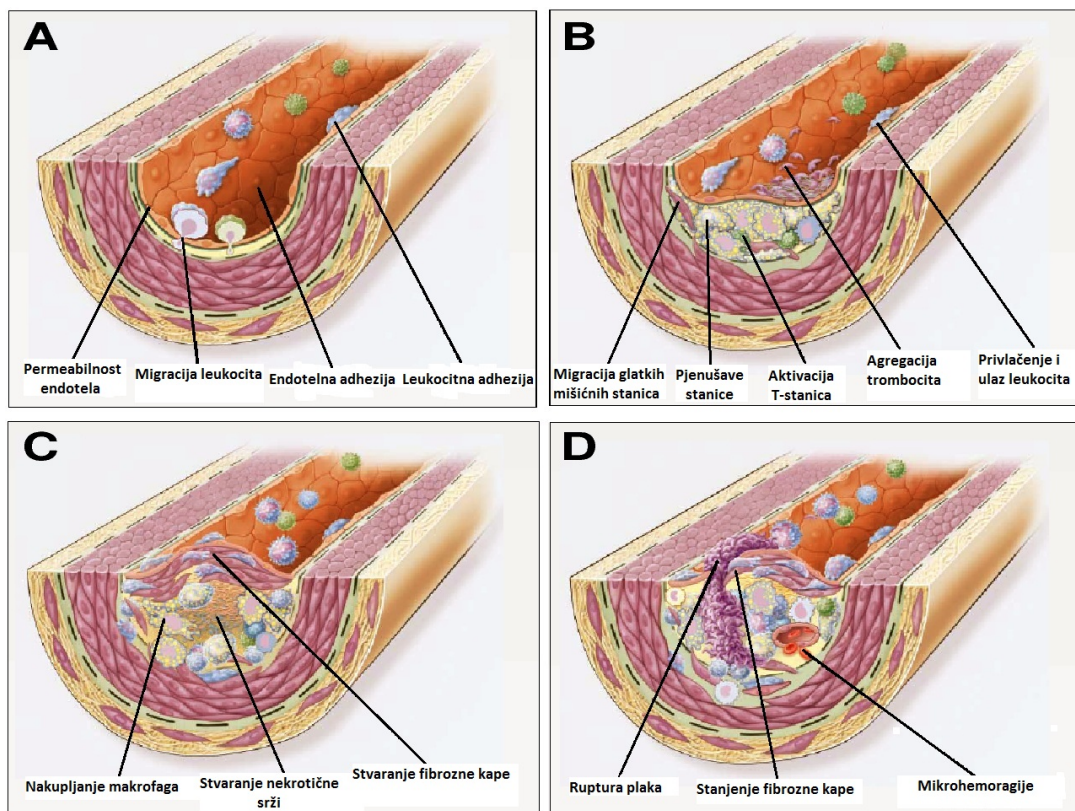 A
Permeabilnost
endotela
Migracija leukocita
Endotelna adhezija
Leukocitna adhezija
B
Migracija glatkih
mišićnih stanica
Pjenušave
stanice
Aktivacija
T-stanica
Agregacija
trombocita
Privlačenje i
ulaz leukocita
C
Nakupljanje makrofaga
Stvaranje nekrotične
srži
Stvaranje fibrozne kape
D
Ruptura plaka
Stanjenje fibrozne kape
Mikrohemoragije